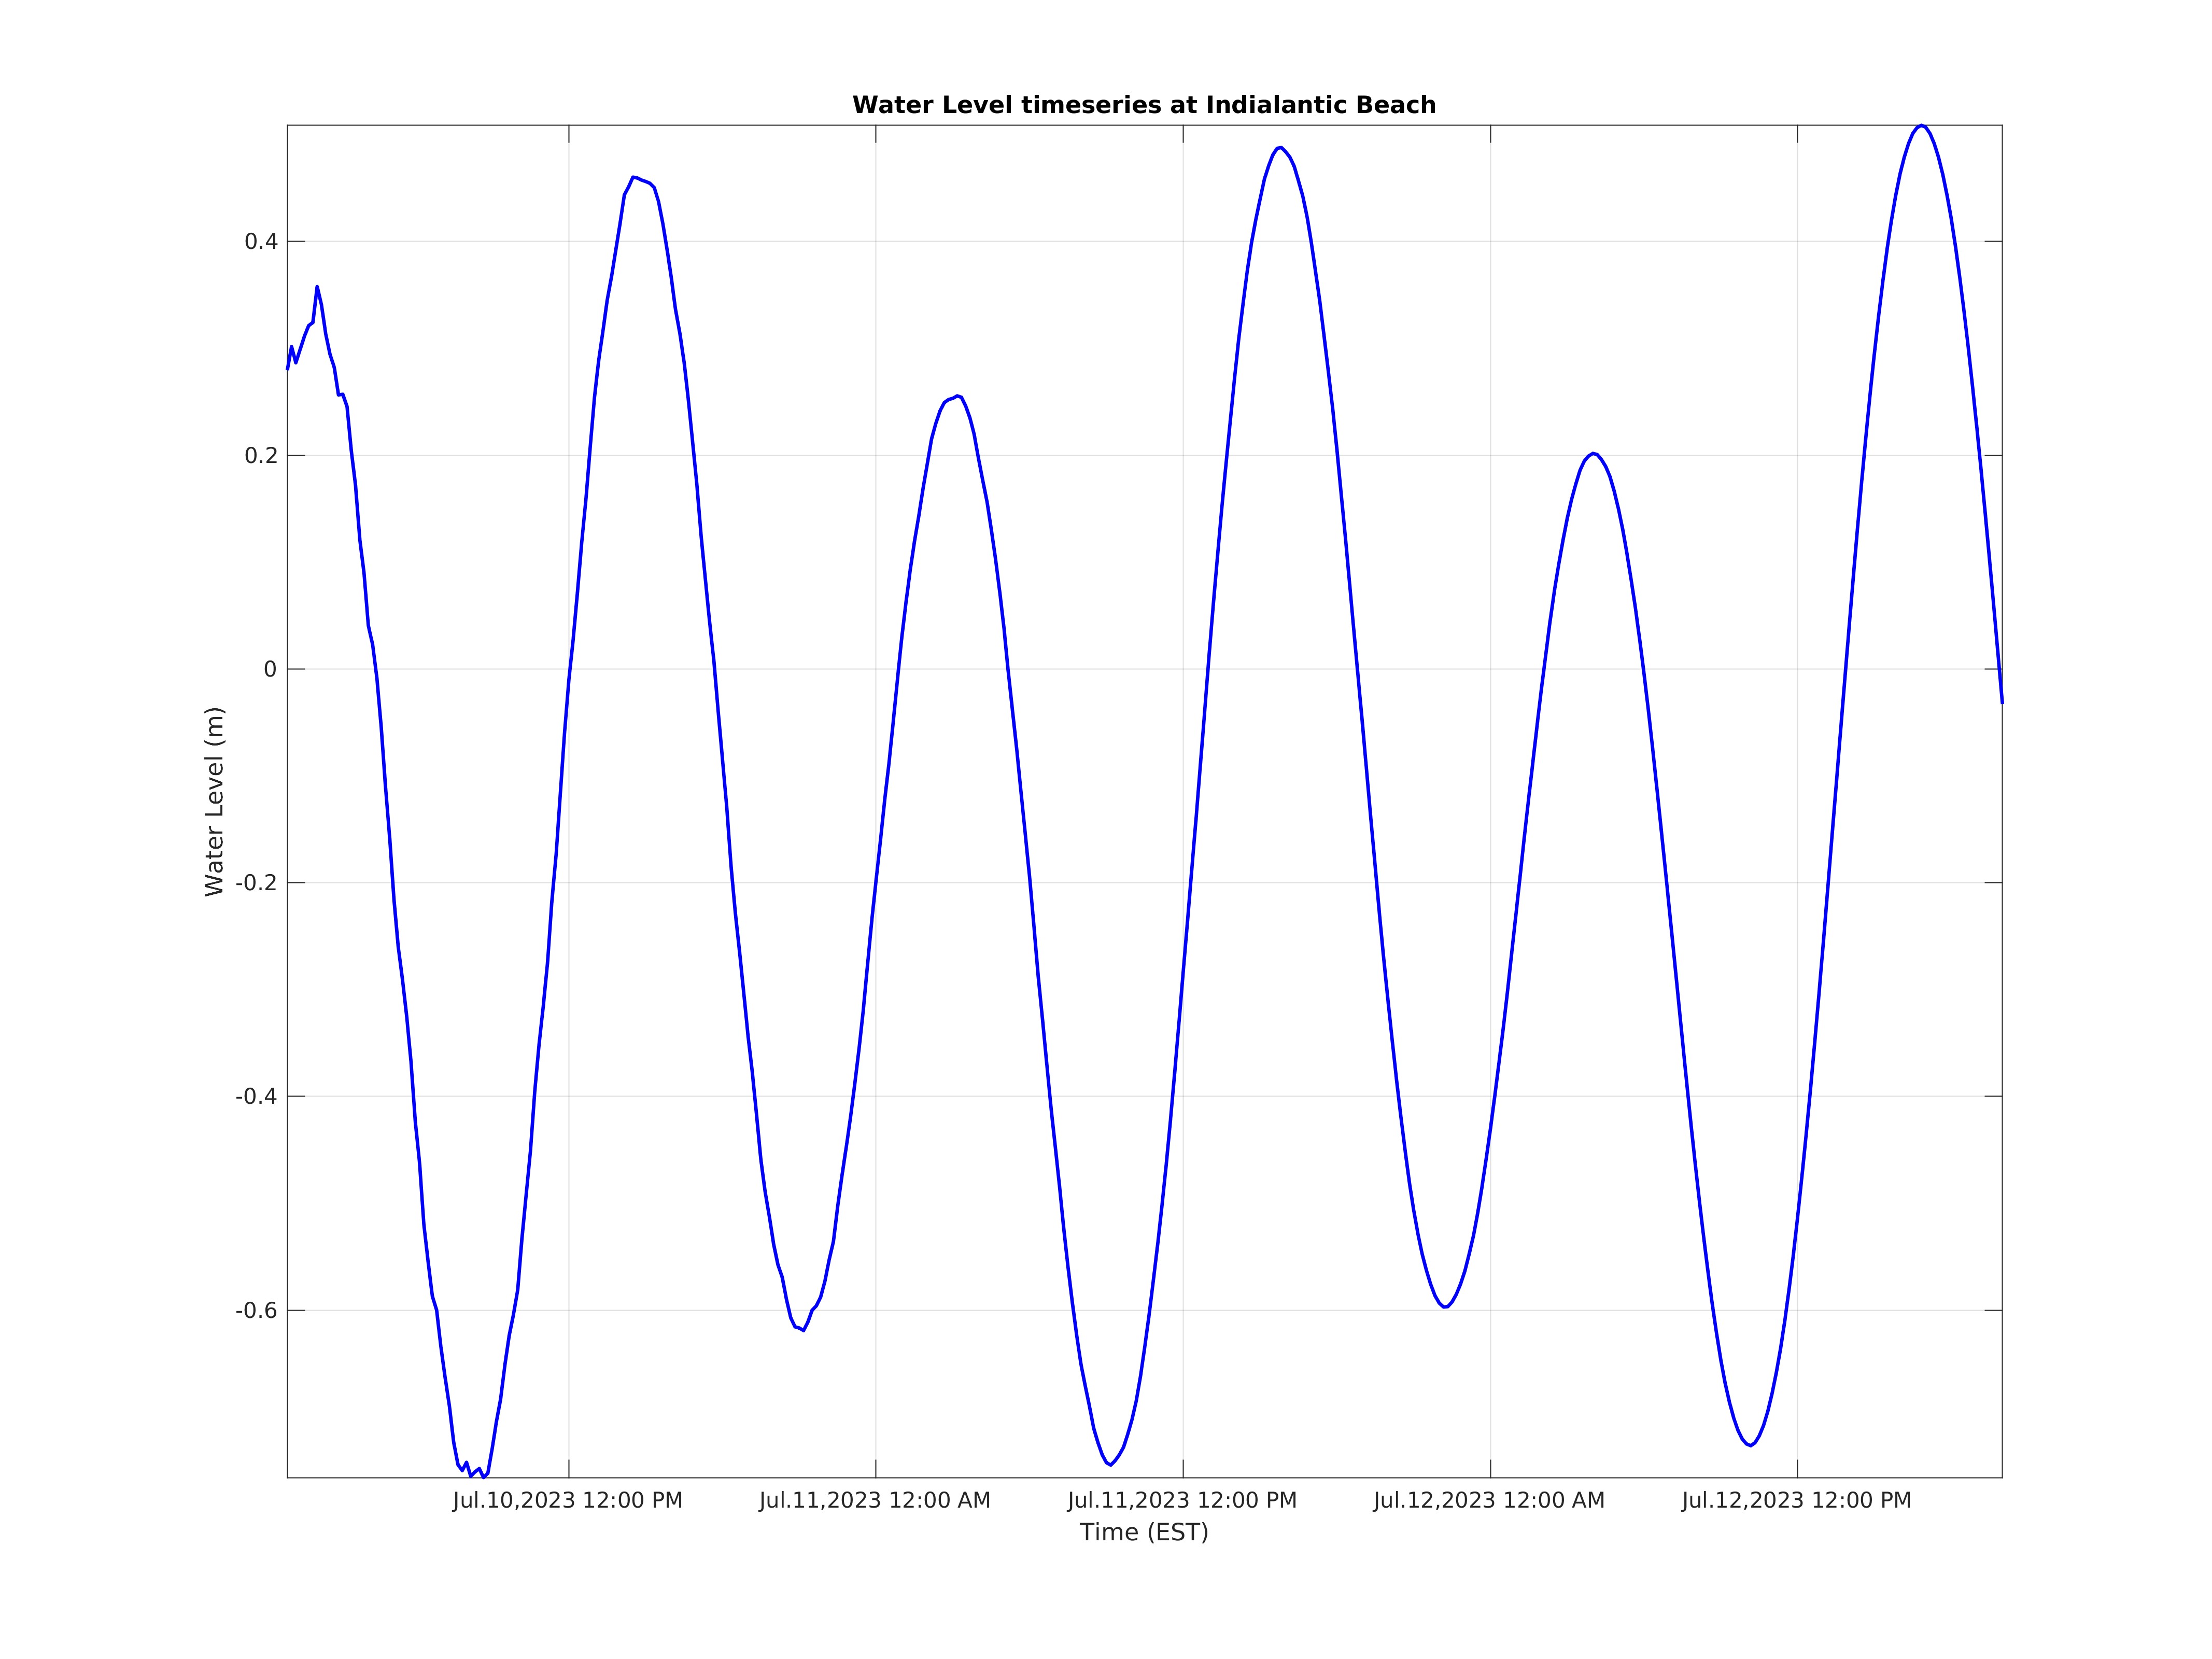 Water Level timeseries at Indialantic Beach
0.4
0.2
0
-0.2
-0.4
-0.6
Water Level (m)
Jul.10,2023 12:00 PM
Jul.11,2023 12:00 AM
Jul.11,2023 12:00 PM
Jul.12,2023 12:00 AM
Jul.12,2023 12:00 PM
Time (EST)